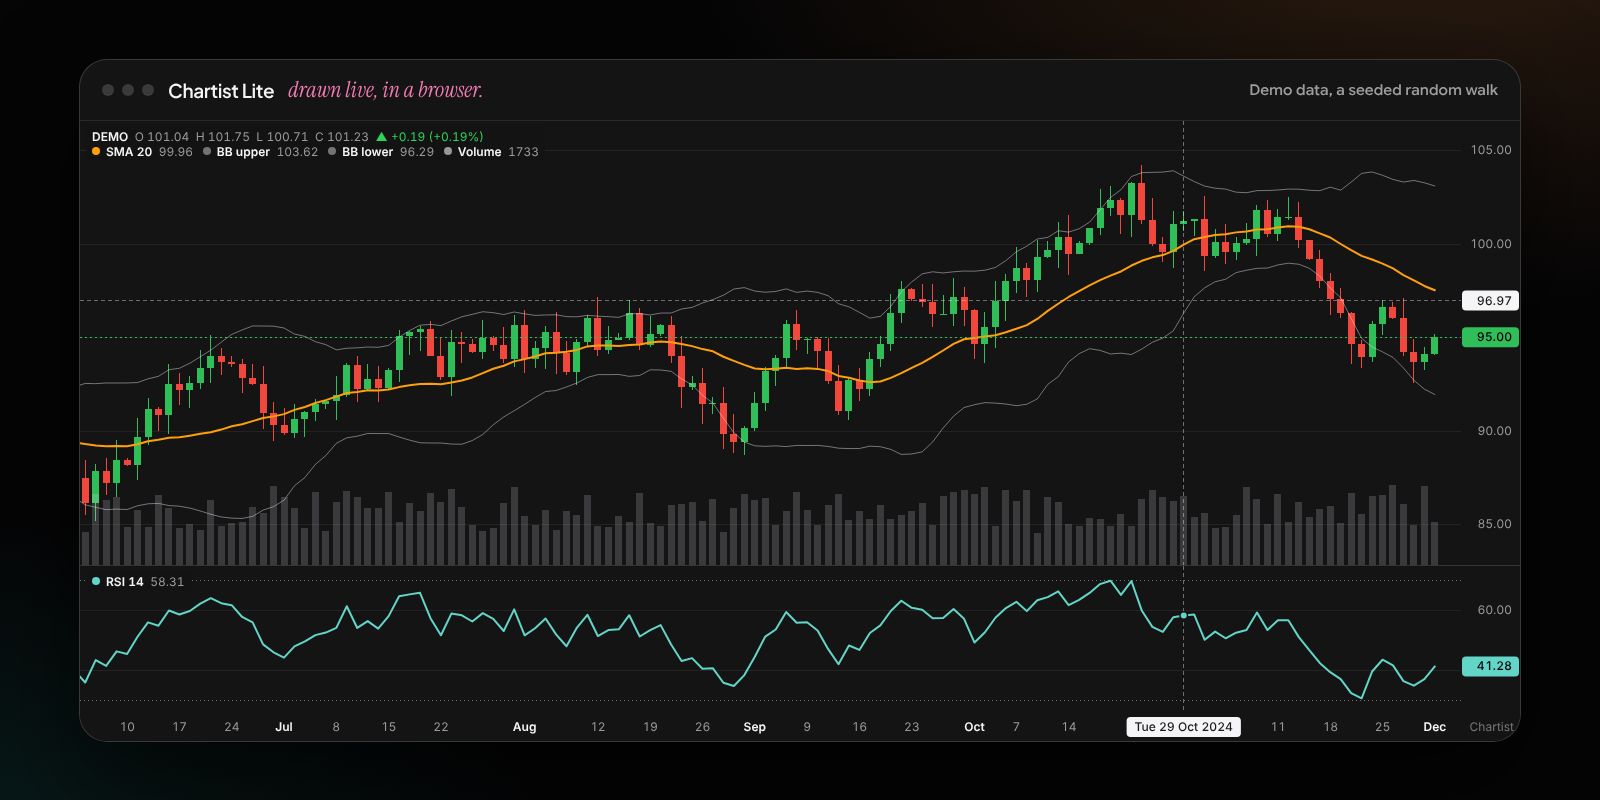 Chartist Lite drawn live, in a browser.
Demo data, a seeded random walk
DEMO O 101.04 H 101.75 L 100.71 C 101.23 ▲ +0.19 (+0.19%)
SMA 20 99.96 BB upper 103.62 BB lower 96.29 Volume 1733
105.00
100.00
96.97
95.00
90.00
85.00
RSI 14 58.31
60.00
41.28
10 17 24 Jul 8 15 22 Aug 12 19 26 Sep 9 16 23 Oct 7 14 Tue 29 Oct 2024 11 18 25 Dec Chartist